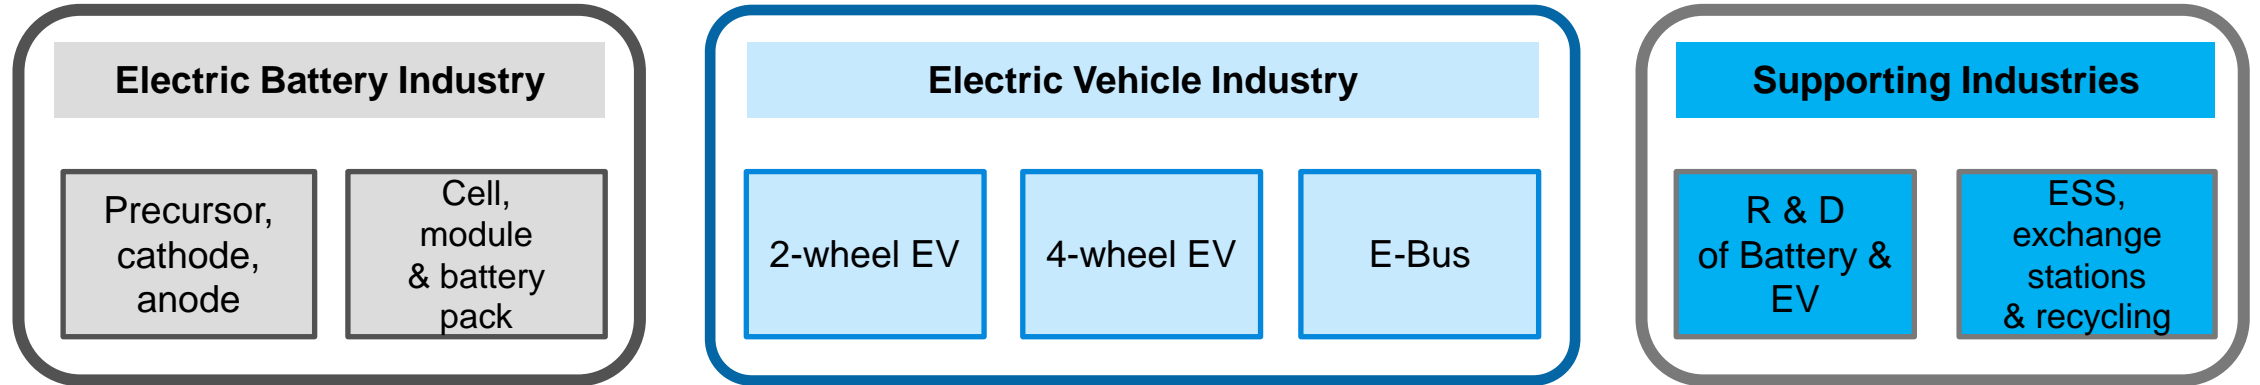 Electric Battery Industry
Precursor,
cathode,
anode
Cell,
module
& battery
pack
Electric Vehicle Industry
2-wheel EV
4-wheel EV
E-Bus
Supporting Industries
R & D
of Battery &
EV
ESS,
exchange
stations
& recycling